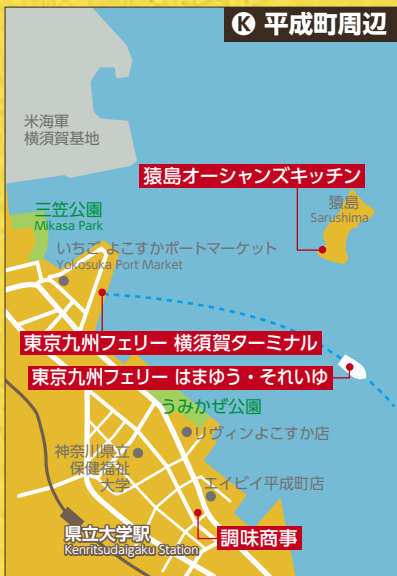 Ⓚ 平成町周辺
米海軍
横須賀基地
猿島オーシャンズキッチン
猿島
Sarushima
三笠公園
Mikasa Park
いちご よこすかポートマーケット
Yokosuka Port Market
東京九州フェリー 横須賀ターミナル
東京九州フェリー はまゆう・それいゆ
うみかぜ公園
リヴィンよこすか店
神奈川県立
保健福祉
大学
エイビイ平成町店
県立大学駅
Kenritsudaigaku Station
調味商事